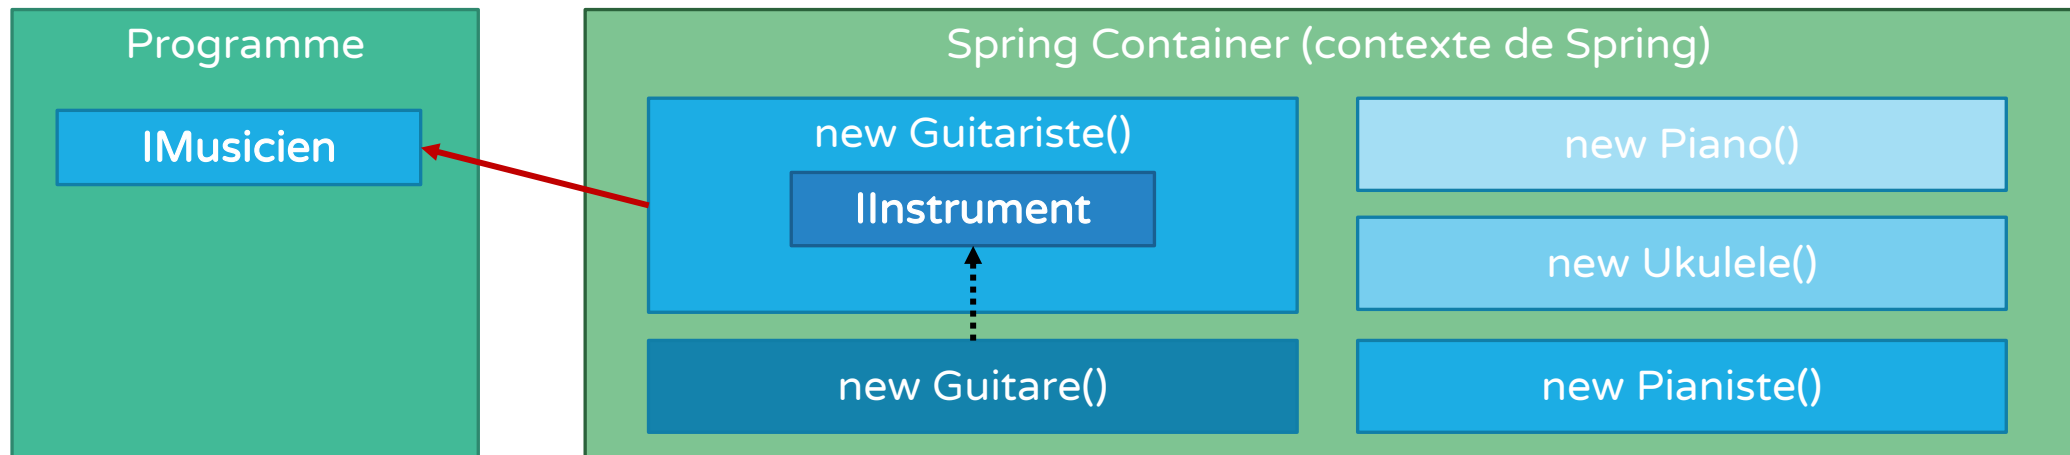 Programme
IMusicien
Spring Container (contexte de Spring)
new Guitariste()
IInstrument
new Guitare()
new Piano()
new Ukulele()
new Pianiste()